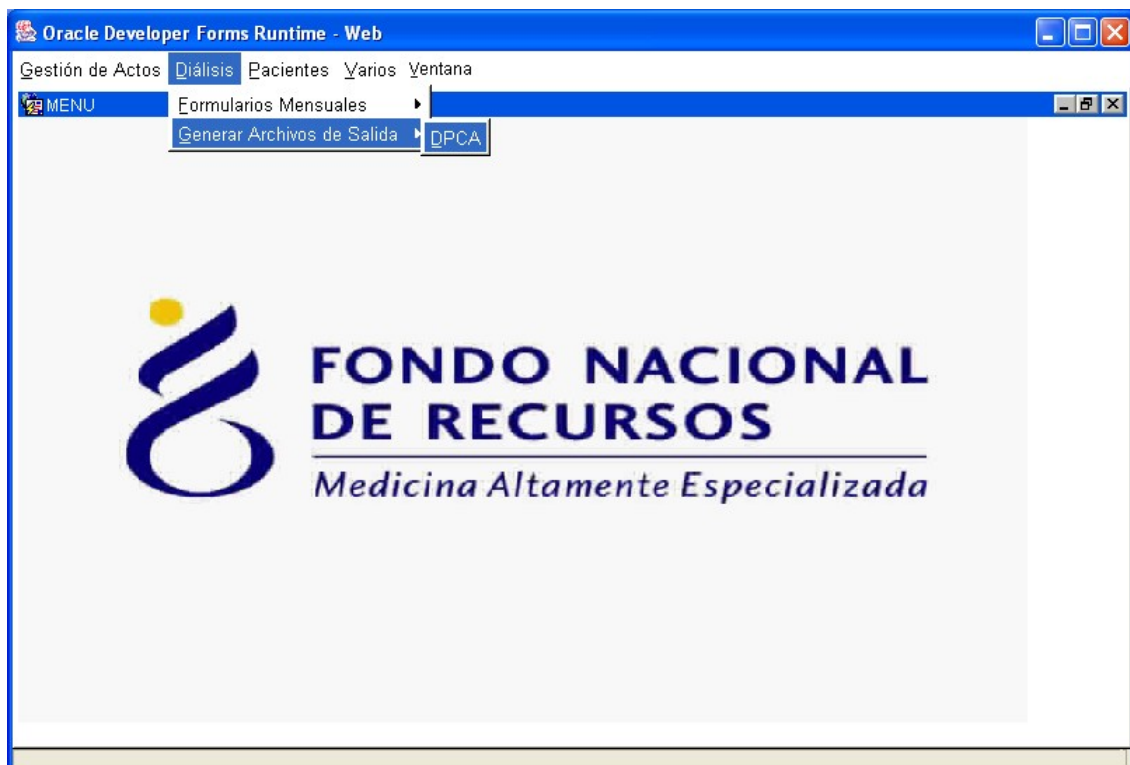 Oracle Developer Forms Runtime - Web
Gestión de Actos Diálisis Pacientes Varios Ventana
MENU
Formularios Mensuales
Generar Archivos de Salida
DPCA
FONDO NACIONAL
DE RECURSOS
Medicina Altamente Especializada